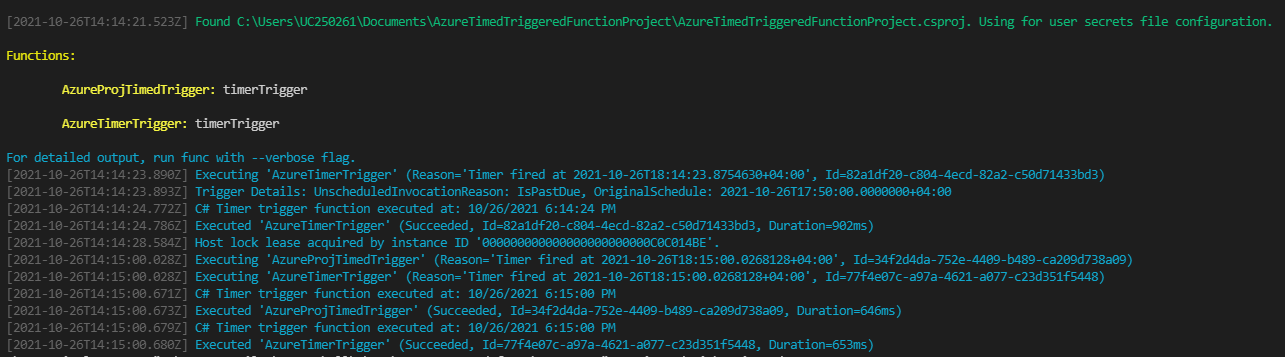 [2021-10-26T14:14:21.523Z] Found C:\Users\UC250261\Documents\AzureTimedTriggeredFunctionProject\AzureTimedTriggeredFunctionProject.csproj. Using for user secrets file configuration.
Functions:
AzureProjTimedTrigger: timerTrigger
AzureTimerTrigger: timerTrigger
For detailed output, run func with --verbose flag.
[2021-10-26T14:14:23.890Z] Executing 'AzureTimerTrigger' (Reason='Timer fired at 2021-10-26T18:14:23.8754630+04:00', Id=82a1df20-c804-4ecd-82a2-c50d71433bd3)
[2021-10-26T14:14:23.893Z] Trigger Details: UnscheduledInvocationReason: IsPastDue, OriginalSchedule: 2021-10-26T17:50:00.0000000+04:00
[2021-10-26T14:14:24.772Z] C# Timer trigger function executed at: 10/26/2021 6:14:24 PM
[2021-10-26T14:14:24.786Z] Executed 'AzureTimerTrigger' (Succeeded, Id=82a1df20-c804-4ecd-82a2-c50d71433bd3, Duration=902ms)
[2021-10-26T14:14:28.584Z] Host lock lease acquired by instance ID '000000000000000000000000C0C014BE'.
[2021-10-26T14:15:00.028Z] Executing 'AzureProjTimedTrigger' (Reason='Timer fired at 2021-10-26T18:15:00.0268128+04:00', Id=34f2d4da-752e-4409-b489-ca209d738a09)
[2021-10-26T14:15:00.028Z] Executing 'AzureTimerTrigger' (Reason='Timer fired at 2021-10-26T18:15:00.0268128+04:00', Id=77f4e07c-a97a-4621-a077-c23d351f5448)
[2021-10-26T14:15:00.671Z] C# Timer trigger function executed at: 10/26/2021 6:15:00 PM
[2021-10-26T14:15:00.673Z] Executed 'AzureProjTimedTrigger' (Succeeded, Id=34f2d4da-752e-4409-b489-ca209d738a09, Duration=646ms)
[2021-10-26T14:15:00.679Z] C# Timer trigger function executed at: 10/26/2021 6:15:00 PM
[2021-10-26T14:15:00.680Z] Executed 'AzureTimerTrigger' (Succeeded, Id=77f4e07c-a97a-4621-a077-c23d351f5448, Duration=653ms)